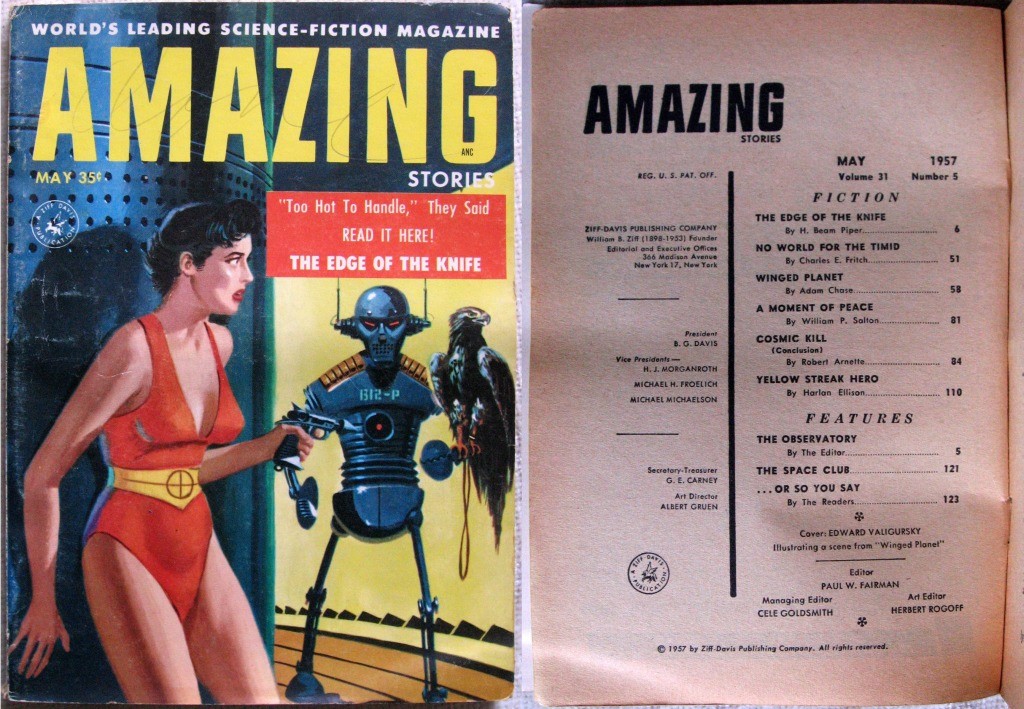 WORLD'S LEADING SCIENCE-FICTION MAGAZINE
AMAZING
ANC
STORIES
MAY 35¢
A ZIFF DAVIS PUBLICATION
"Too Hot To Handle," They Said
READ IT HERE!
THE EDGE OF THE KNIFE
B12-P
AMAZING
STORIES
REG. U. S. PAT. OFF.
MAY 1957
Volume 31 Number 5
ZIFF-DAVIS PUBLISHING COMPANY
William B. Ziff (1898-1953) Founder
Editorial and Executive Offices
366 Madison Avenue
New York 17, New York
President
B. G. DAVIS
Vice Presidents—
H. J. MORGANROTH
MICHAEL H. FROELICH
MICHAEL MICHAELSON
Secretary-Treasurer
G. E. CARNEY
Art Director
ALBERT GRUEN
A ZIFF DAVIS PUBLICATION
FICTION
THE EDGE OF THE KNIFE
By H. Beam Piper 6
NO WORLD FOR THE TIMID
By Charles E. Fritch 51
WINGED PLANET
By Adam Chase 58
A MOMENT OF PEACE
By William P. Salton 81
COSMIC KILL
(Conclusion)
By Robert Arnette 84
YELLOW STREAK HERO
By Harlan Ellison 110
FEATURES
THE OBSERVATORY
By The Editor 5
THE SPACE CLUB 121
...OR SO YOU SAY
By The Readers 123
Cover: EDWARD VALIGURSKY
Illustrating a scene from "Winged Planet"
Editor
PAUL W. FAIRMAN
Managing Editor
CELE GOLDSMITH
Art Editor
HERBERT ROGOFF
© 1957 by Ziff-Davis Publishing Company. All rights reserved.